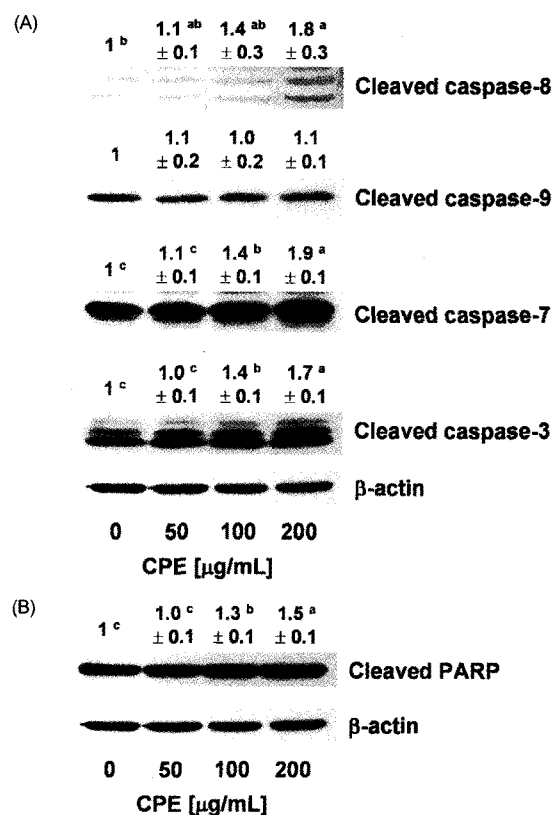 (A)
1 b 1.1 ab 1.4 ab 1.8 a
± 0.1 ± 0.3 ± 0.3
Cleaved caspase-8
1 1.1 1.0 1.1
± 0.2 ± 0.2 ± 0.1
Cleaved caspase-9
1 c 1.1 c 1.4 b 1.9 a
± 0.1 ± 0.1 ± 0.1
Cleaved caspase-7
1 c 1.0 c 1.4 b 1.7 a
± 0.1 ± 0.1 ± 0.1
Cleaved caspase-3
β-actin
0 50 100 200
CPE [μg/mL]
(B)
1 c 1.0 c 1.3 b 1.5 a
± 0.1 ± 0.1 ± 0.1
Cleaved PARP
β-actin
0 50 100 200
CPE [μg/mL]